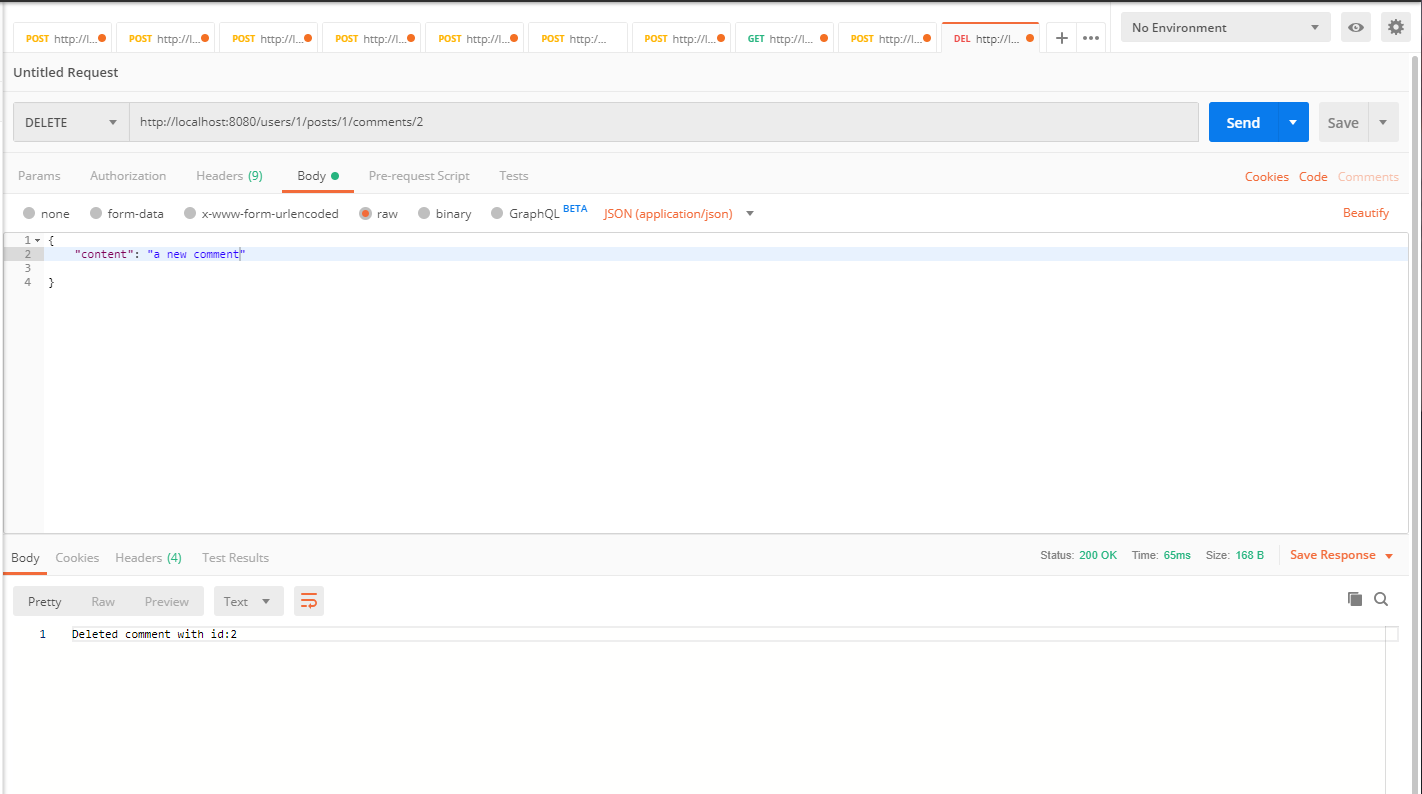 POST http://l... POST http://l... POST http://l... POST http://l... POST http://l... POST http:/... POST http://l... GET http://l... POST http://l... DEL http://l... + ••• No Environment
Untitled Request
DELETE http://localhost:8080/users/1/posts/1/comments/2 Send Save
Params Authorization Headers (9) Body Pre-request Script Tests Cookies Code Comments
none form-data x-www-form-urlencoded raw binary GraphQL BETA JSON (application/json) Beautify
1 {
2 "content": "a new comment"
3
4 }
Body Cookies Headers (4) Test Results Status: 200 OK Time: 65ms Size: 168 B Save Response
Pretty Raw Preview Text
1 Deleted comment with id:2